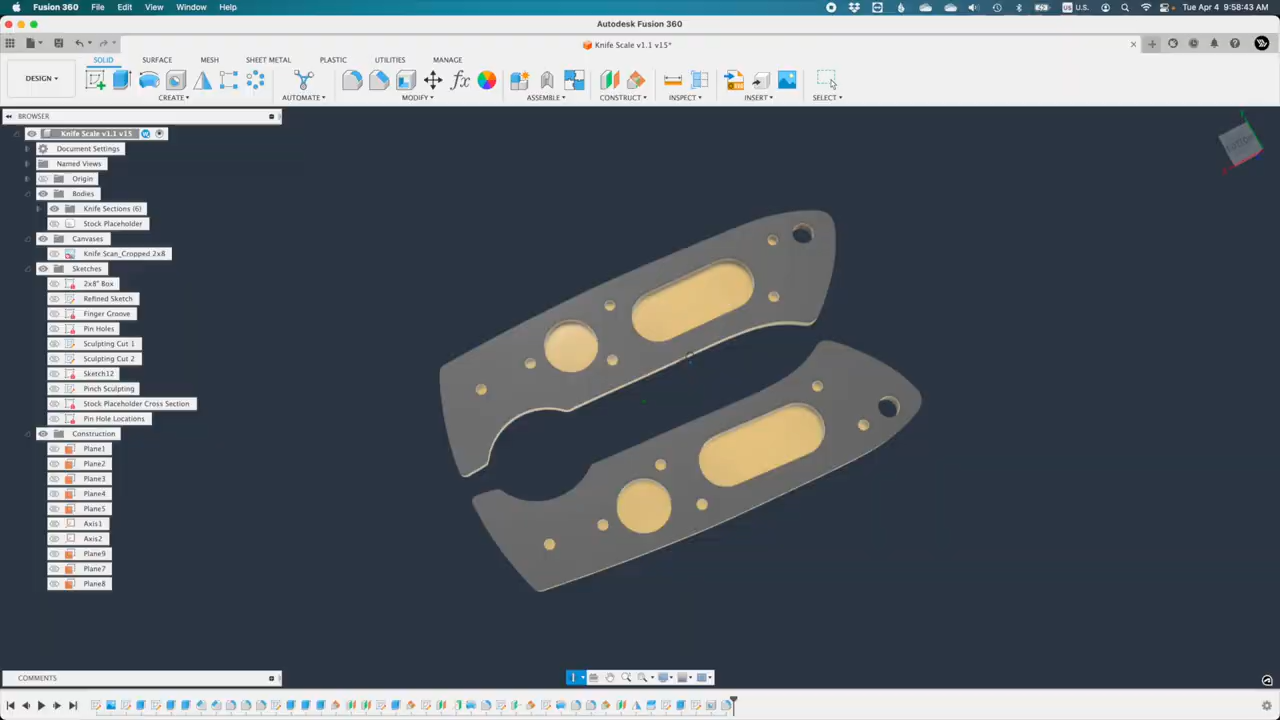 Fusion 360 File Edit View Window Help U.S. Tue Apr 4 9:58:43 AM
Autodesk Fusion 360
Knife Scale v1.1 v15*
SOLID SURFACE MESH SHEET METAL PLASTIC UTILITIES MANAGE
DESIGN
CREATE AUTOMATE MODIFY ASSEMBLE CONSTRUCT INSPECT INSERT SELECT
BROWSER
Knife Scale v1.1 v15
Document Settings
Named Views
Origin
Bodies
Knife Sections (6)
Stock Placeholder
Canvases
Knife Scan_Cropped 2x8
Sketches
2x8" Box
Refined Sketch
Finger Groove
Pin Holes
Sculpting Cut 1
Sculpting Cut 2
Sketch12
Pinch Sculpting
Stock Placeholder Cross Section
Pin Hole Locations
Construction
Plane1
Plane2
Plane3
Plane4
Plane5
Axis1
Axis2
Plane9
Plane7
Plane8
COMMENTS